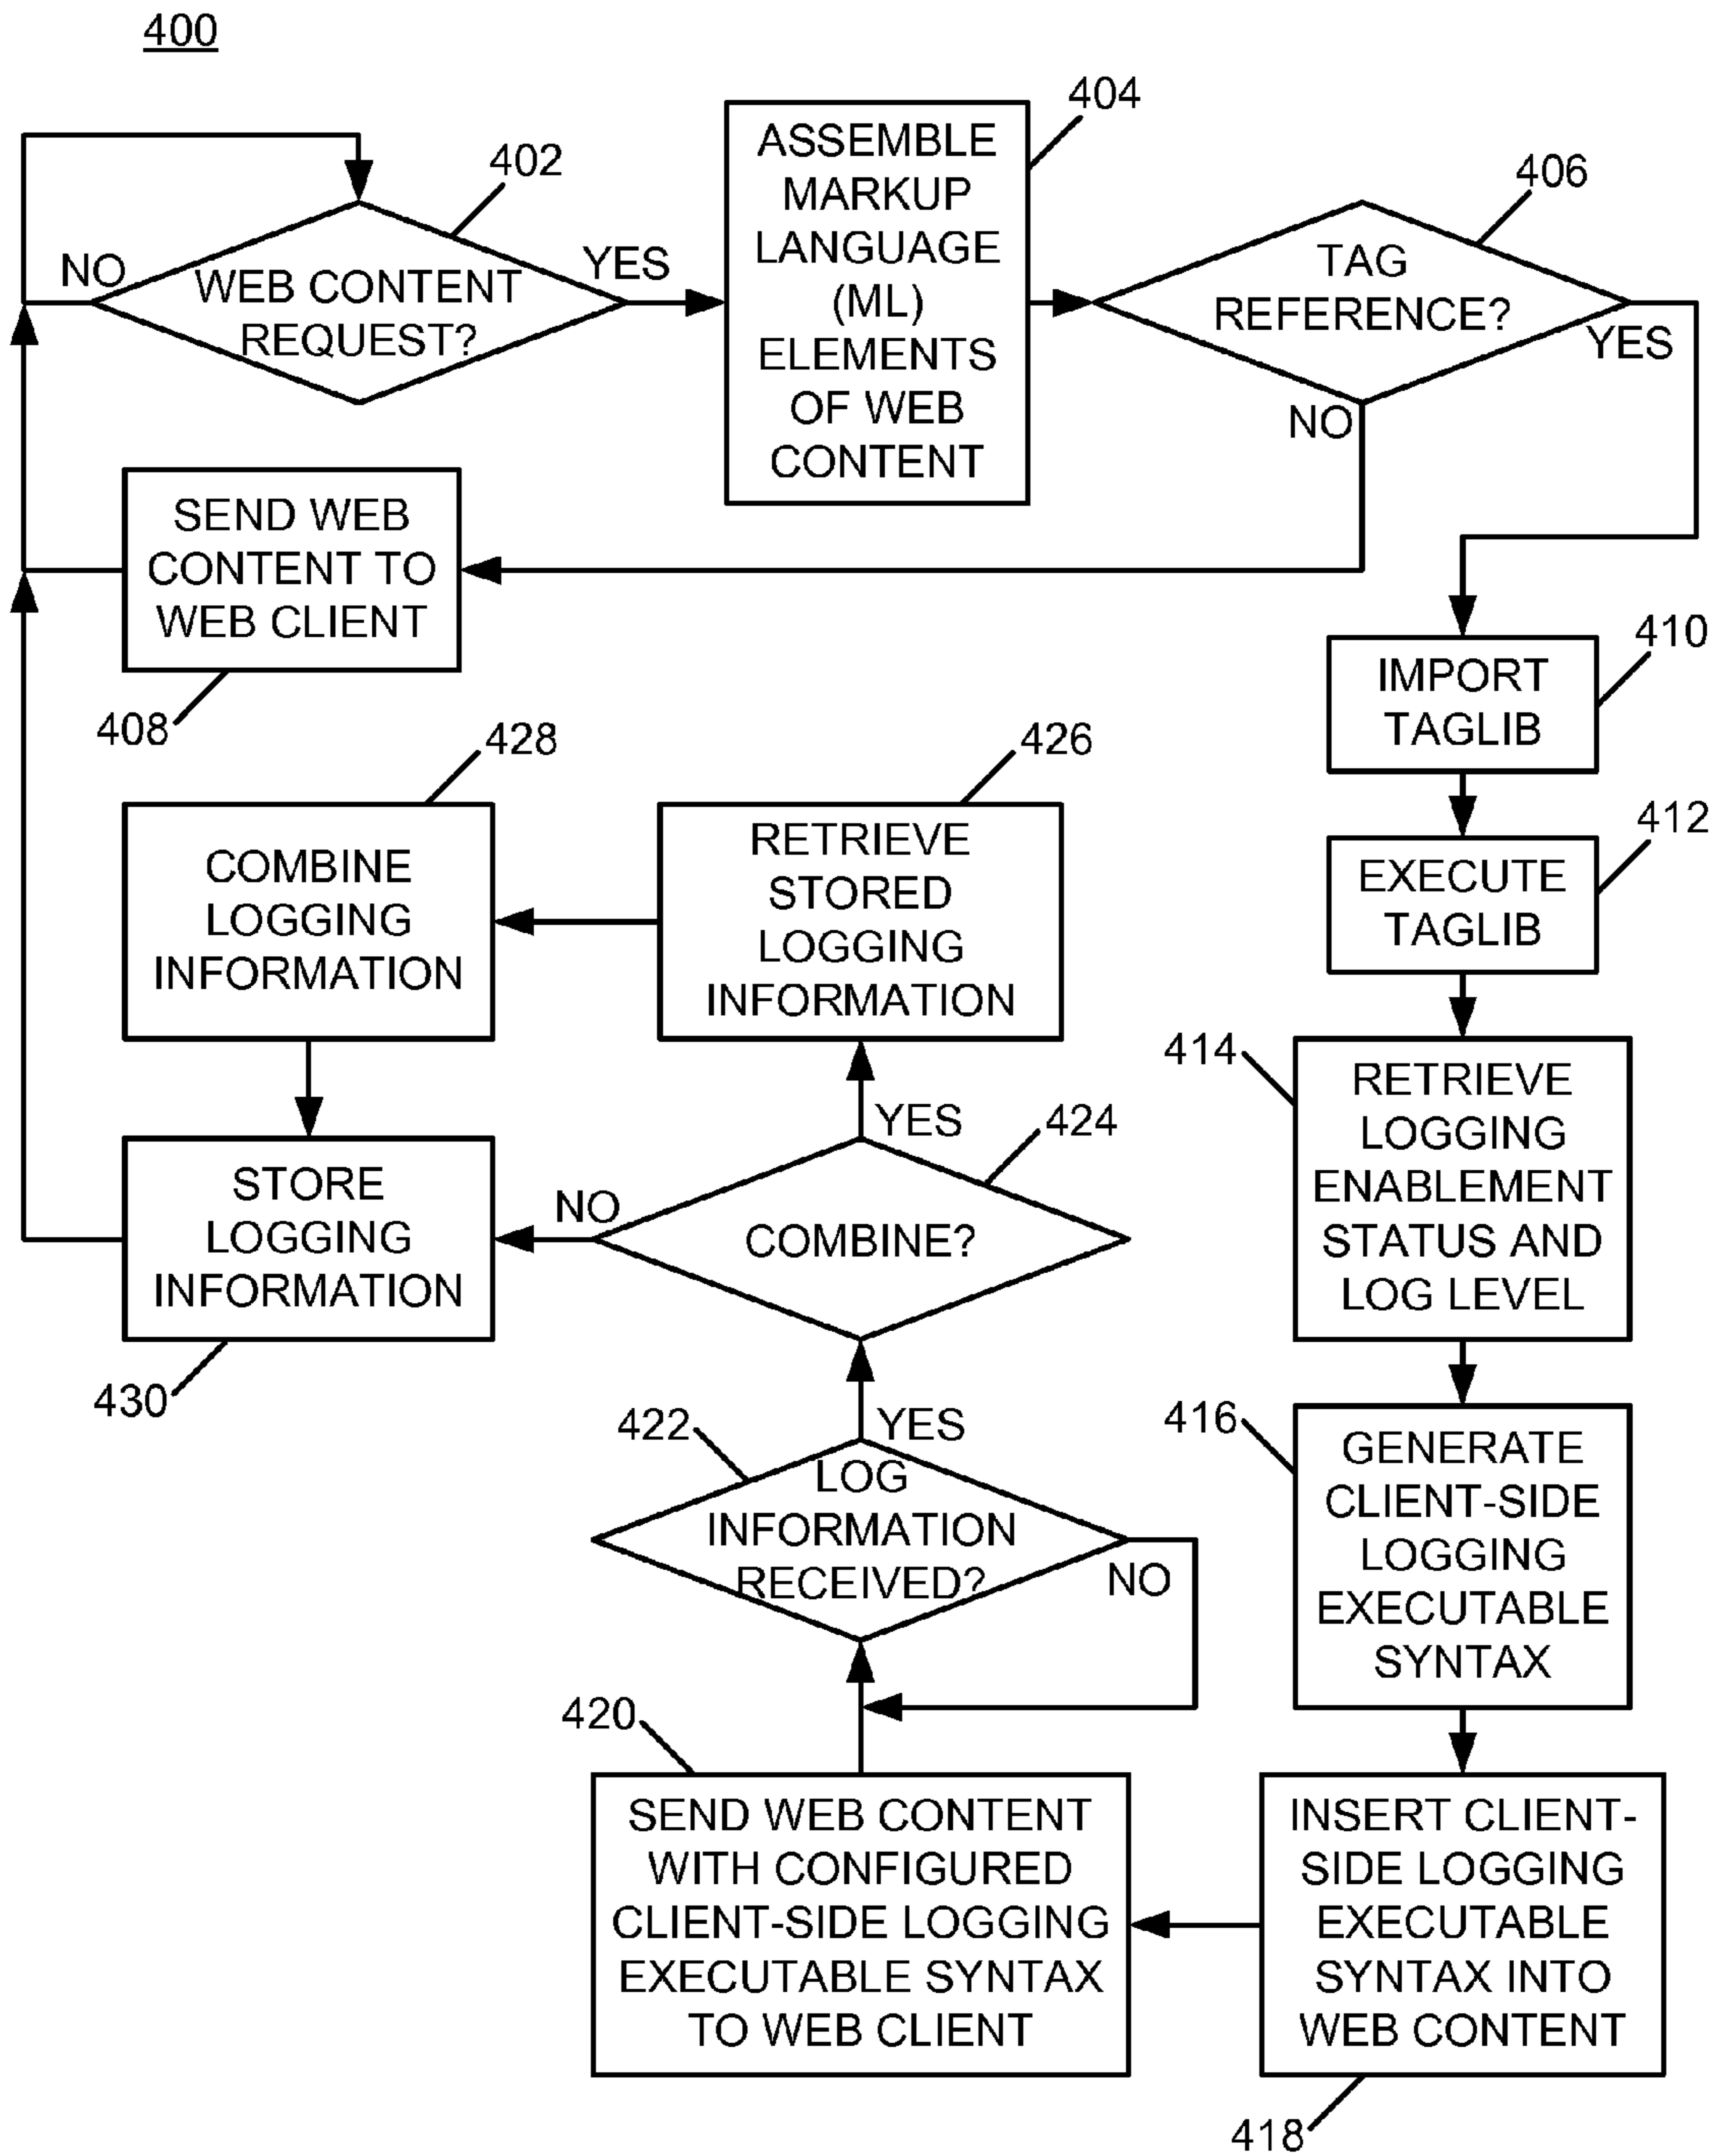 400
402
NO
WEB CONTENT
REQUEST?
YES
404
ASSEMBLE
MARKUP
LANGUAGE
(ML)
ELEMENTS
OF WEB
CONTENT
406
TAG
REFERENCE?
YES
NO
SEND WEB
CONTENT TO
WEB CLIENT
408
410
IMPORT
TAGLIB
412
EXECUTE
TAGLIB
414
RETRIEVE
LOGGING
ENABLEMENT
STATUS AND
LOG LEVEL
416
GENERATE
CLIENT-SIDE
LOGGING
EXECUTABLE
SYNTAX
INSERT CLIENT-
SIDE LOGGING
EXECUTABLE
SYNTAX INTO
WEB CONTENT
418
420
SEND WEB CONTENT
WITH CONFIGURED
CLIENT-SIDE LOGGING
EXECUTABLE SYNTAX
TO WEB CLIENT
422
YES
LOG
INFORMATION
RECEIVED?
NO
424
YES
COMBINE?
NO
426
RETRIEVE
STORED
LOGGING
INFORMATION
428
COMBINE
LOGGING
INFORMATION
STORE
LOGGING
INFORMATION
430